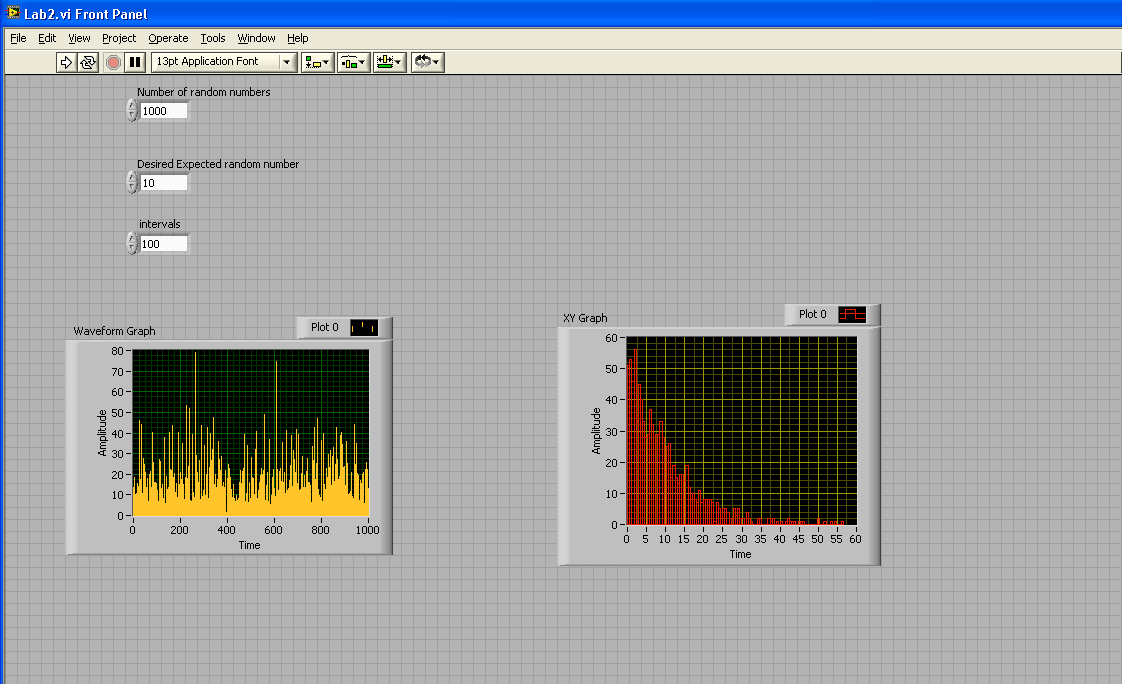 Lab2.vi Front Panel
File Edit View Project Operate Tools Window Help
13pt Application Font
Number of random numbers
1000
Desired Expected random number
10
intervals
100
Waveform Graph
Plot 0
80
70
60
50
40
30
20
10
0
Amplitude
0 200 400 600 800 1000
Time
XY Graph
Plot 0
60
50
40
30
20
10
0
Amplitude
0 5 10 15 20 25 30 35 40 45 50 55 60
Time